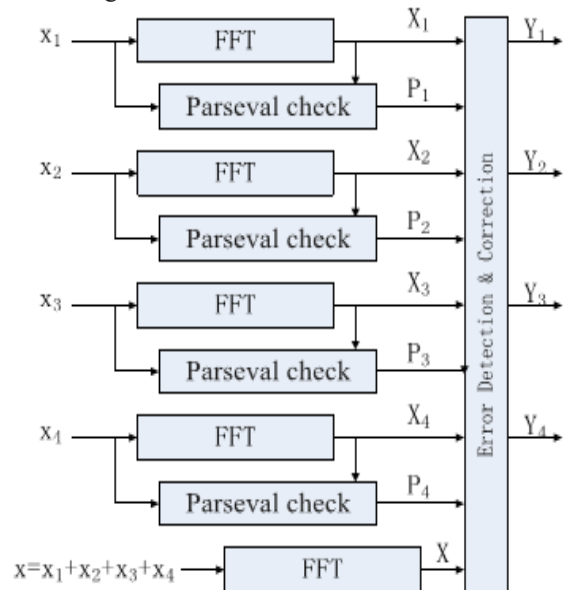 x₁ FFT X₁ Y₁
Parseval check P₁
x₂ FFT X₂ Y₂
Parseval check P₂
x₃ FFT X₃ Y₃
Parseval check P₃
x₄ FFT X₄ Y₄
Parseval check P₄
x=x₁+x₂+x₃+x₄ FFT X
Error Detection & Correction